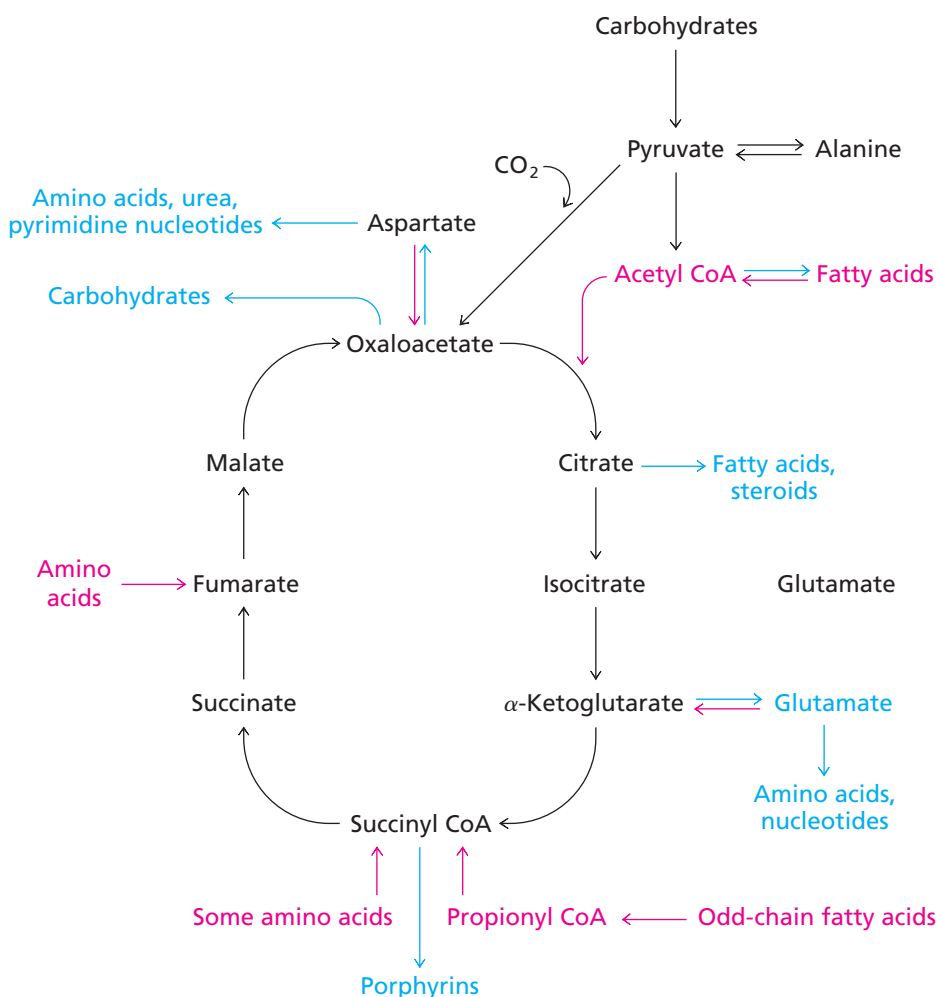 Carbohydrates
Pyruvate
Alanine
CO₂
Amino acids, urea,
pyrimidine nucleotides
Aspartate
Acetyl CoA
Fatty acids
Carbohydrates
Oxaloacetate
Malate
Citrate
Fatty acids,
steroids
Amino
acids
Fumarate
Isocitrate
Glutamate
Succinate
α-Ketoglutarate
Glutamate
Amino acids,
nucleotides
Succinyl CoA
Some amino acids
Propionyl CoA
Odd-chain fatty acids
Porphyrins